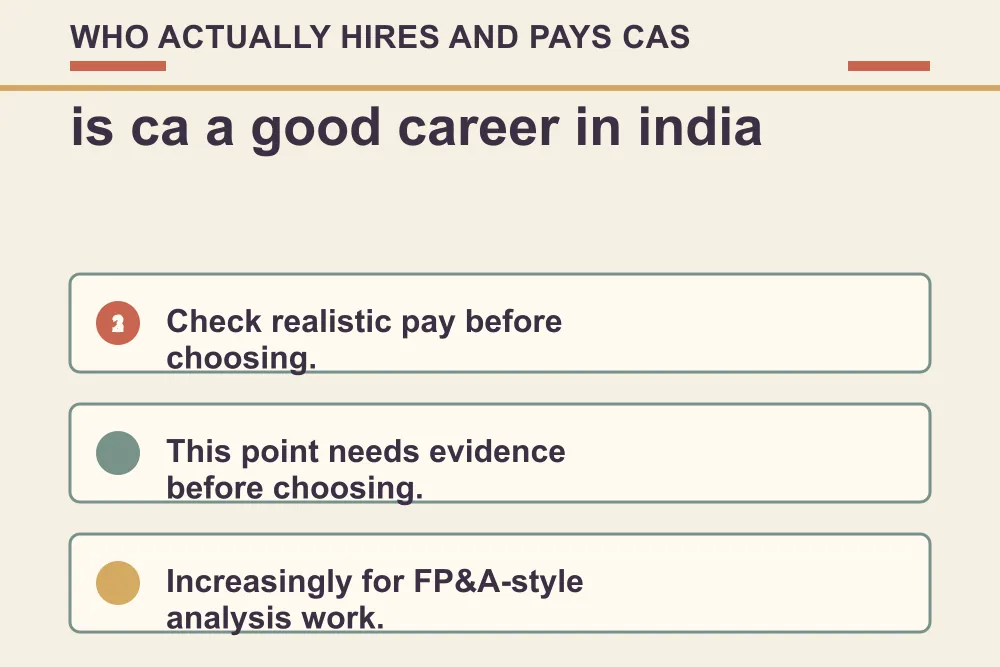 WHO ACTUALLY HIRES AND PAYS CAS
is ca a good career in india
Check realistic pay before
choosing.
This point needs evidence
before choosing.
Increasingly for FP&A-style
analysis work.